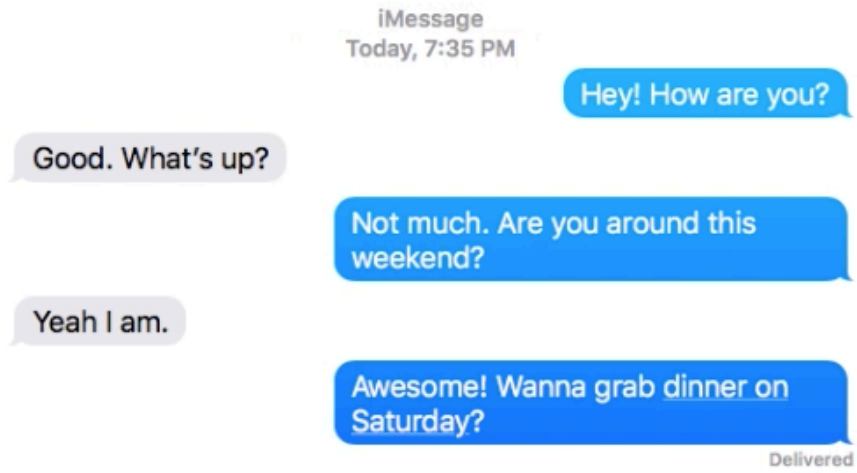 iMessage
Today, 7:35 PM
Hey! How are you?
Good. What's up?
Not much. Are you around this
weekend?
Yeah I am.
Awesome! Wanna grab dinner on
Saturday?
Delivered